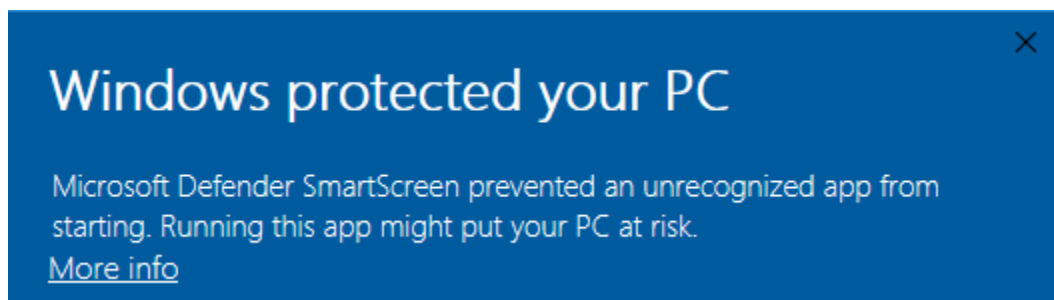 Windows protected your PC
Microsoft Defender SmartScreen prevented an unrecognized app from
starting. Running this app might put your PC at risk.
More info